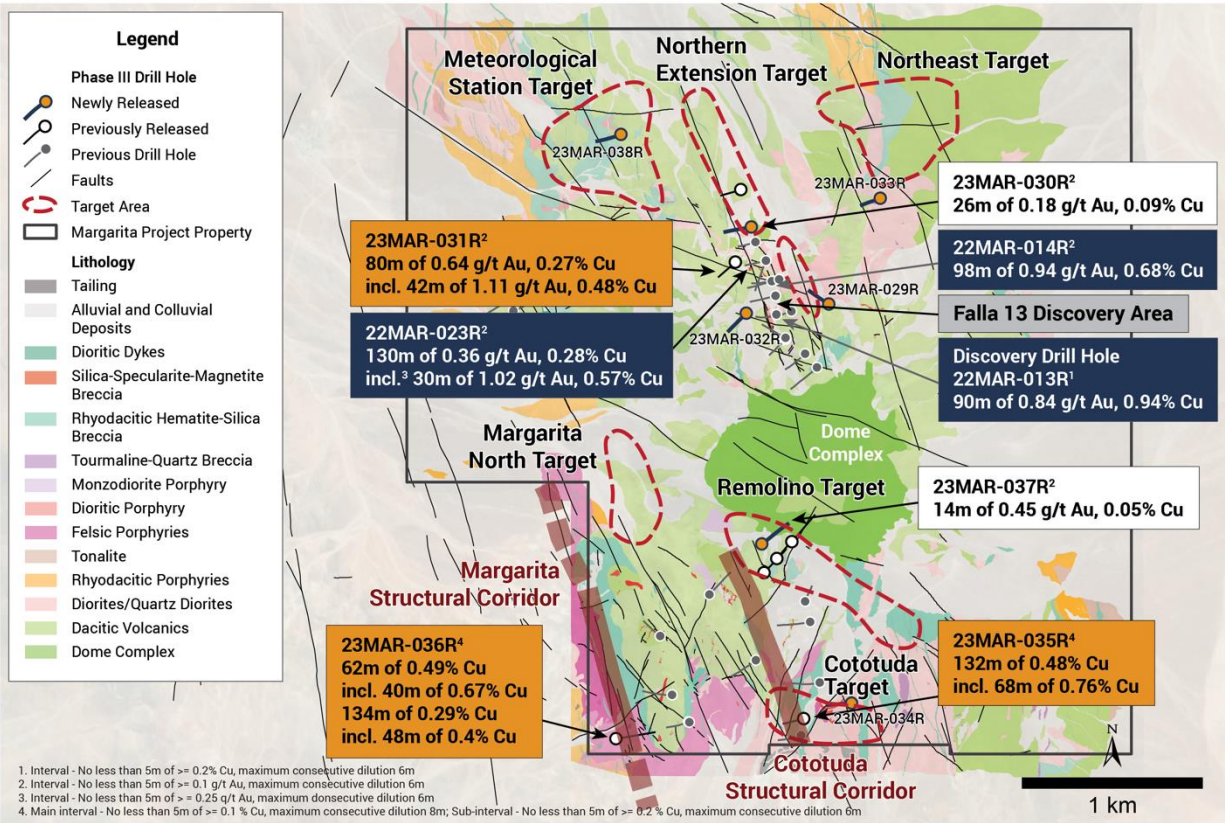 Legend
Phase III Drill Hole
Newly Released
Previously Released
Previous Drill Hole
Faults
Target Area
Margarita Project Property
Lithology
Tailing
Alluvial and Colluvial
Deposits
Dioritic Dykes
Silica-Specularite-Magnetite
Breccia
Rhyodacitic Hematite-Silica
Breccia
Tourmaline-Quartz Breccia
Monzodiorite Porphyry
Dioritic Porphyry
Felsic Porphyries
Tonalite
Rhyodacitic Porphyries
Diorites/Quartz Diorites
Dacitic Volcanics
Dome Complex
Meteorological
Station Target
Northern
Extension Target
Northeast Target
23MAR-038R
23MAR-033R
23MAR-030R²
26m of 0.18 g/t Au, 0.09% Cu
23MAR-031R²
80m of 0.64 g/t Au, 0.27% Cu
incl. 42m of 1.11 g/t Au, 0.48% Cu
22MAR-014R²
98m of 0.94 g/t Au, 0.68% Cu
23MAR-029R
Falla 13 Discovery Area
22MAR-023R²
130m of 0.36 g/t Au, 0.28% Cu
incl.³ 30m of 1.02 g/t Au, 0.57% Cu
23MAR-032R
Discovery Drill Hole
22MAR-013R¹
90m of 0.84 g/t Au, 0.94% Cu
Margarita
North Target
Dome
Complex
Remolino Target
23MAR-037R²
14m of 0.45 g/t Au, 0.05% Cu
Margarita
Structural Corridor
23MAR-036R⁴
62m of 0.49% Cu
incl. 40m of 0.67% Cu
134m of 0.29% Cu
incl. 48m of 0.4% Cu
23MAR-035R⁴
132m of 0.48% Cu
incl. 68m of 0.76% Cu
Cototuda
Target
23MAR-034R
Cototuda
Structural Corridor
N
1 km
1. Interval - No less than 5m of >= 0.2% Cu, maximum consecutive dilution 6m
2. Interval - No less than 5m of >= 0.1 g/t Au, maximum consecutive dilution 6m
3. Interval - No less than 5m of > = 0.25 q/t Au, maximum donsecutive dilution 6m
4. Main interval - No less than 5m of >= 0.1 % Cu, maximum consecutive dilution 8m; Sub-interval - No less than 5m of >= 0.2 % Cu, maximum consecutive dilution 6m